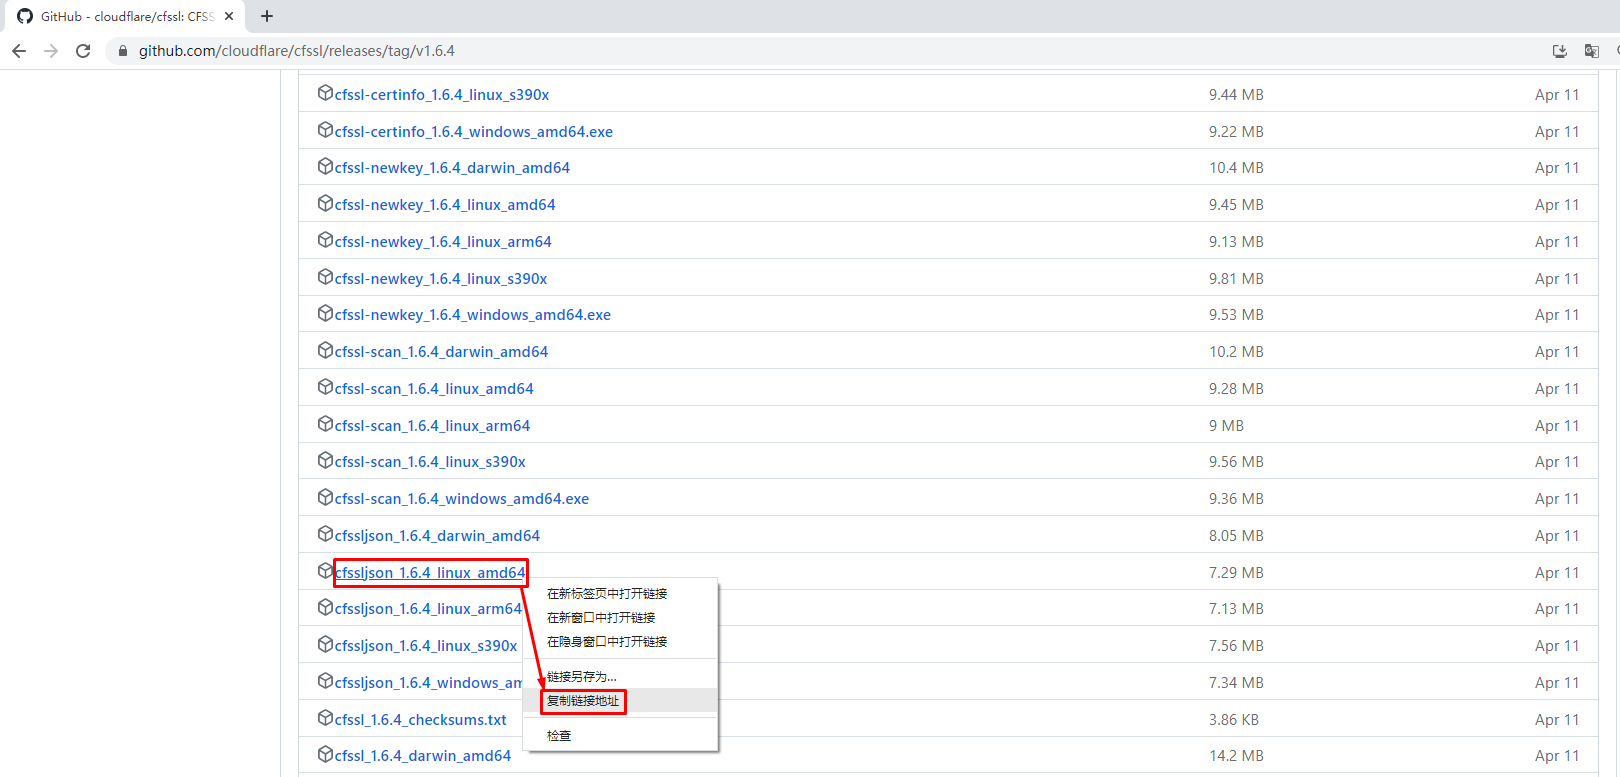 GitHub - cloudflare/cfssl: CFSS
github.com/cloudflare/cfssl/releases/tag/v1.6.4
cfssl-certinfo_1.6.4_linux_s390x 9.44 MB Apr 11
cfssl-certinfo_1.6.4_windows_amd64.exe 9.22 MB Apr 11
cfssl-newkey_1.6.4_darwin_amd64 10.4 MB Apr 11
cfssl-newkey_1.6.4_linux_amd64 9.45 MB Apr 11
cfssl-newkey_1.6.4_linux_arm64 9.13 MB Apr 11
cfssl-newkey_1.6.4_linux_s390x 9.81 MB Apr 11
cfssl-newkey_1.6.4_windows_amd64.exe 9.53 MB Apr 11
cfssl-scan_1.6.4_darwin_amd64 10.2 MB Apr 11
cfssl-scan_1.6.4_linux_amd64 9.28 MB Apr 11
cfssl-scan_1.6.4_linux_arm64 9 MB Apr 11
cfssl-scan_1.6.4_linux_s390x 9.56 MB Apr 11
cfssl-scan_1.6.4_windows_amd64.exe 9.36 MB Apr 11
cfssljson_1.6.4_darwin_amd64 8.05 MB Apr 11
cfssljson_1.6.4_linux_amd64 7.29 MB Apr 11
cfssljson_1.6.4_linux_arm64 7.13 MB Apr 11
cfssljson_1.6.4_linux_s390x 7.56 MB Apr 11
cfssljson_1.6.4_windows_am 7.34 MB Apr 11
cfssl_1.6.4_checksums.txt 3.86 KB Apr 11
cfssl_1.6.4_darwin_amd64 14.2 MB Apr 11
在新标签页中打开链接
在新窗口中打开链接
在隐身窗口中打开链接
链接另存为...
复制链接地址
检查